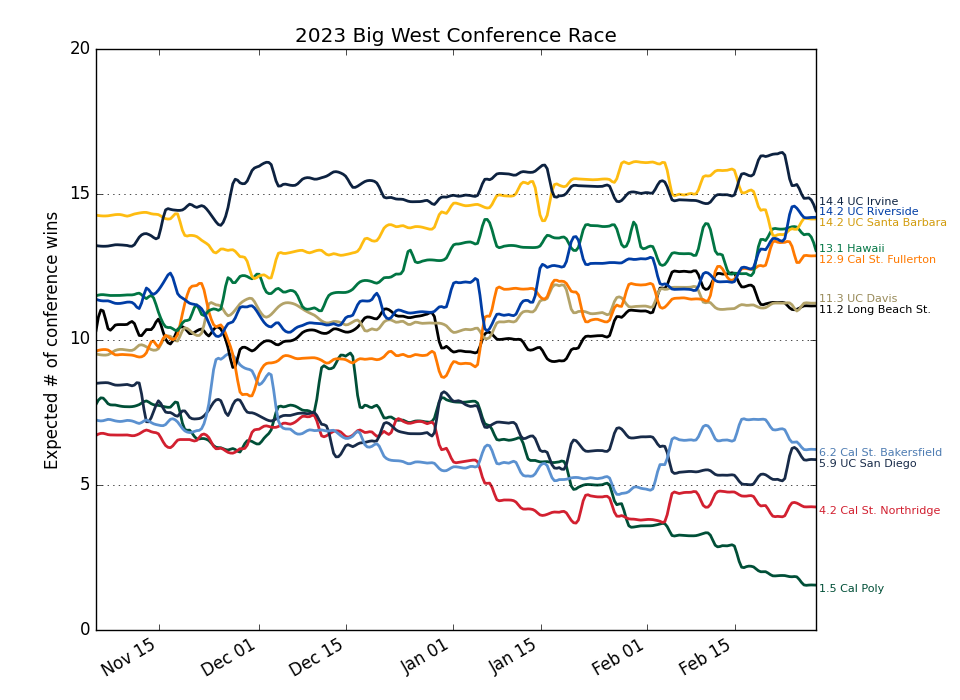 2023 Big West Conference Race
Expected # of conference wins
20
15
10
5
0
14.4 UC Irvine
14.2 UC Riverside
14.2 UC Santa Barbara
13.1 Hawaii
12.9 Cal St. Fullerton
11.3 UC Davis
11.2 Long Beach St.
6.2 Cal St. Bakersfield
5.9 UC San Diego
4.2 Cal St. Northridge
1.5 Cal Poly
Nov 15
Dec 01
Dec 15
Jan 01
Jan 15
Feb 01
Feb 15